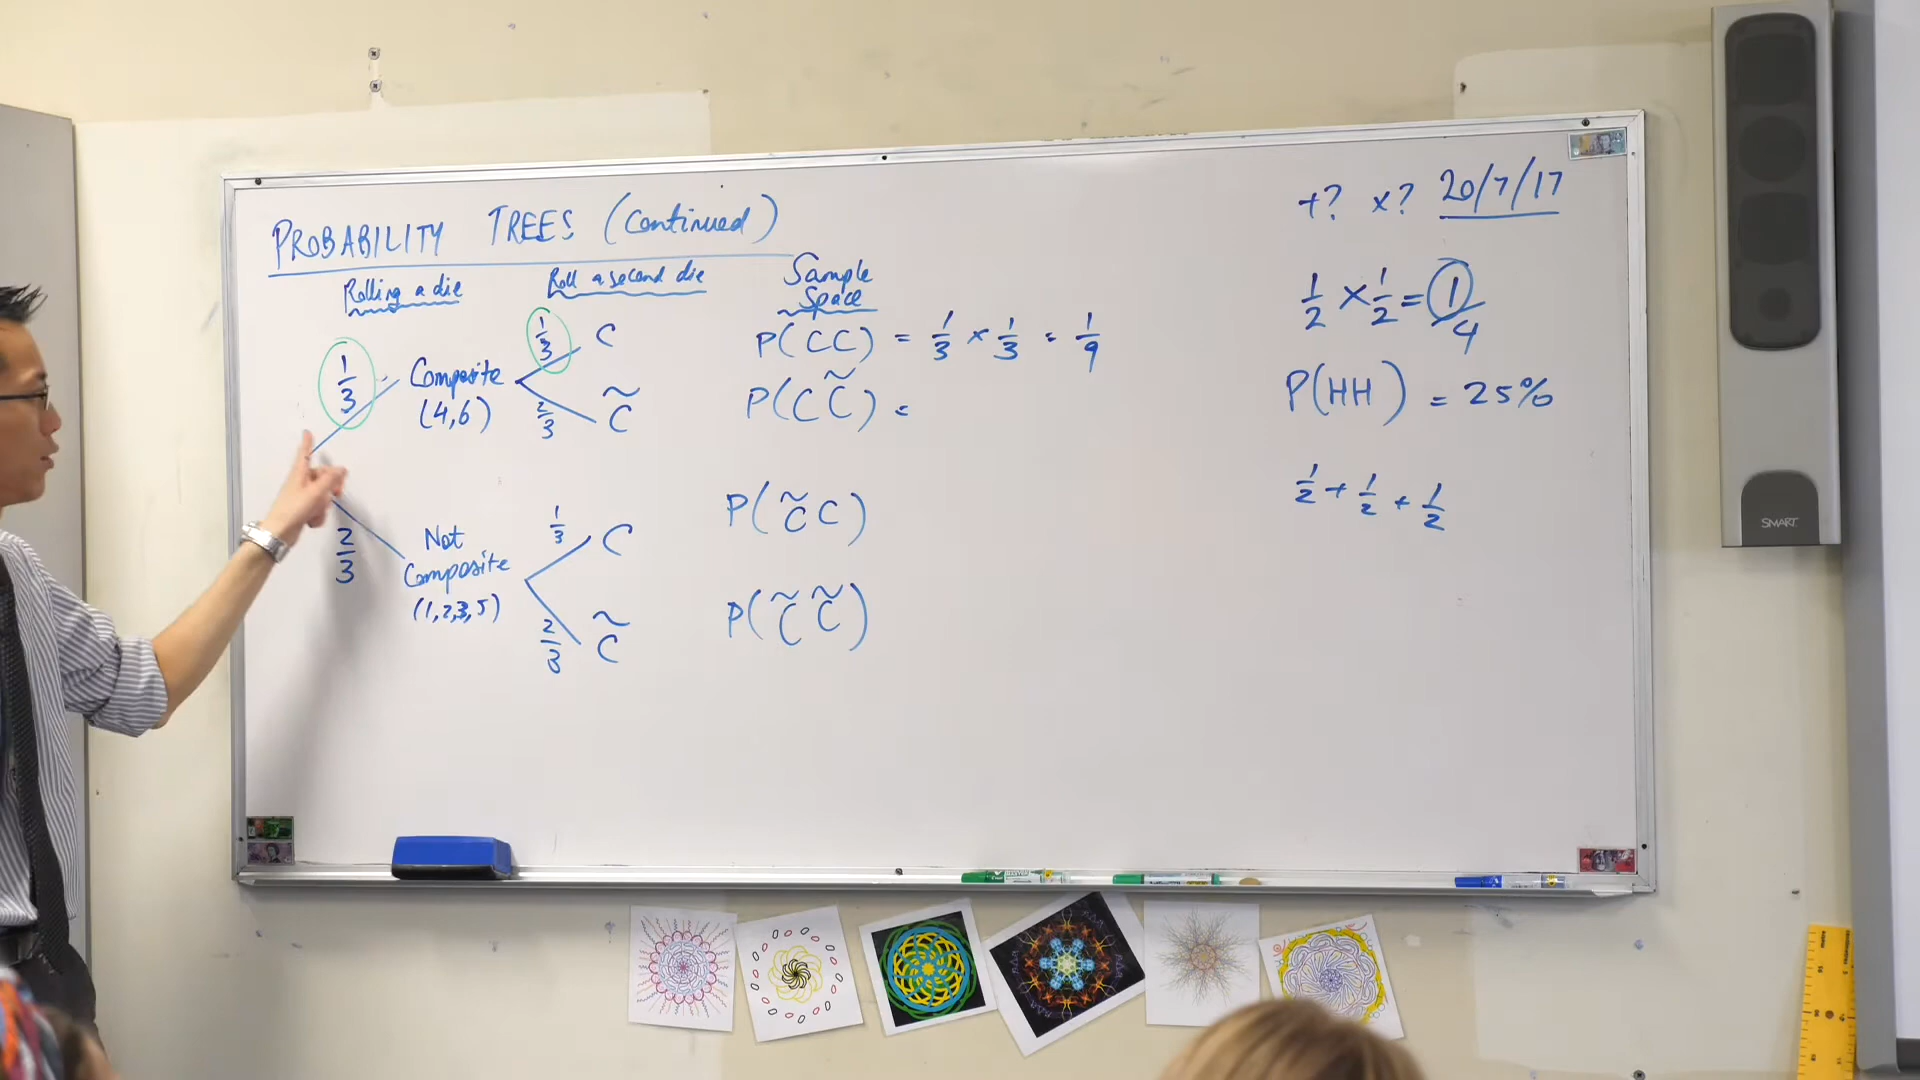 PROBABILITY TREES (Continued)
+? ×? 20/7/17
Rolling a die
Roll a second die
Sample
Space
1/3
Composite
(4,6)
1/3 C
2/3 C̃
P(CC) = 1/3 × 1/3 = 1/9
P(CC̃) =
2/3
Not
Composite
(1,2,3,5)
1/3 C
2/3 C̃
P(C̃C)
P(C̃C̃)
1/2 × 1/2 = 1/4
P(HH) = 25%
1/2 + 1/2 + 1/2
SMART